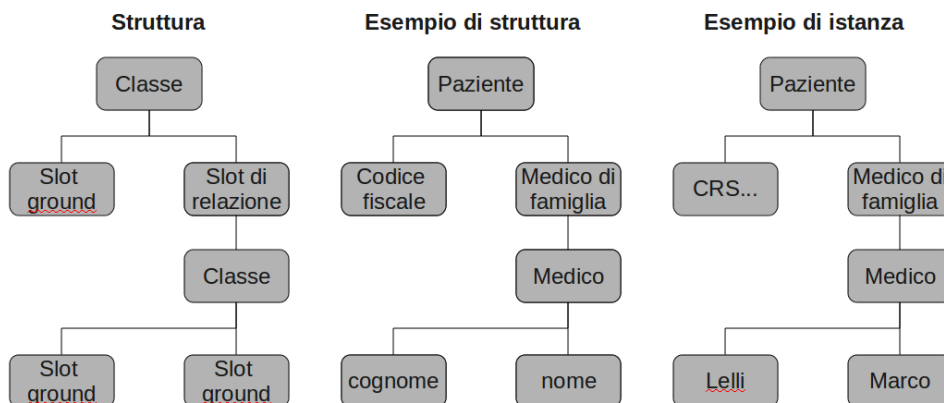 Struttura
Esempio di struttura
Esempio di istanza
Classe
Paziente
Paziente
Slot
ground
Slot di
relazione
Codice
fiscale
Medico di
famiglia
CRS...
Medico di
famiglia
Classe
Medico
Medico
Slot
ground
Slot
ground
cognome
nome
Lelli
Marco